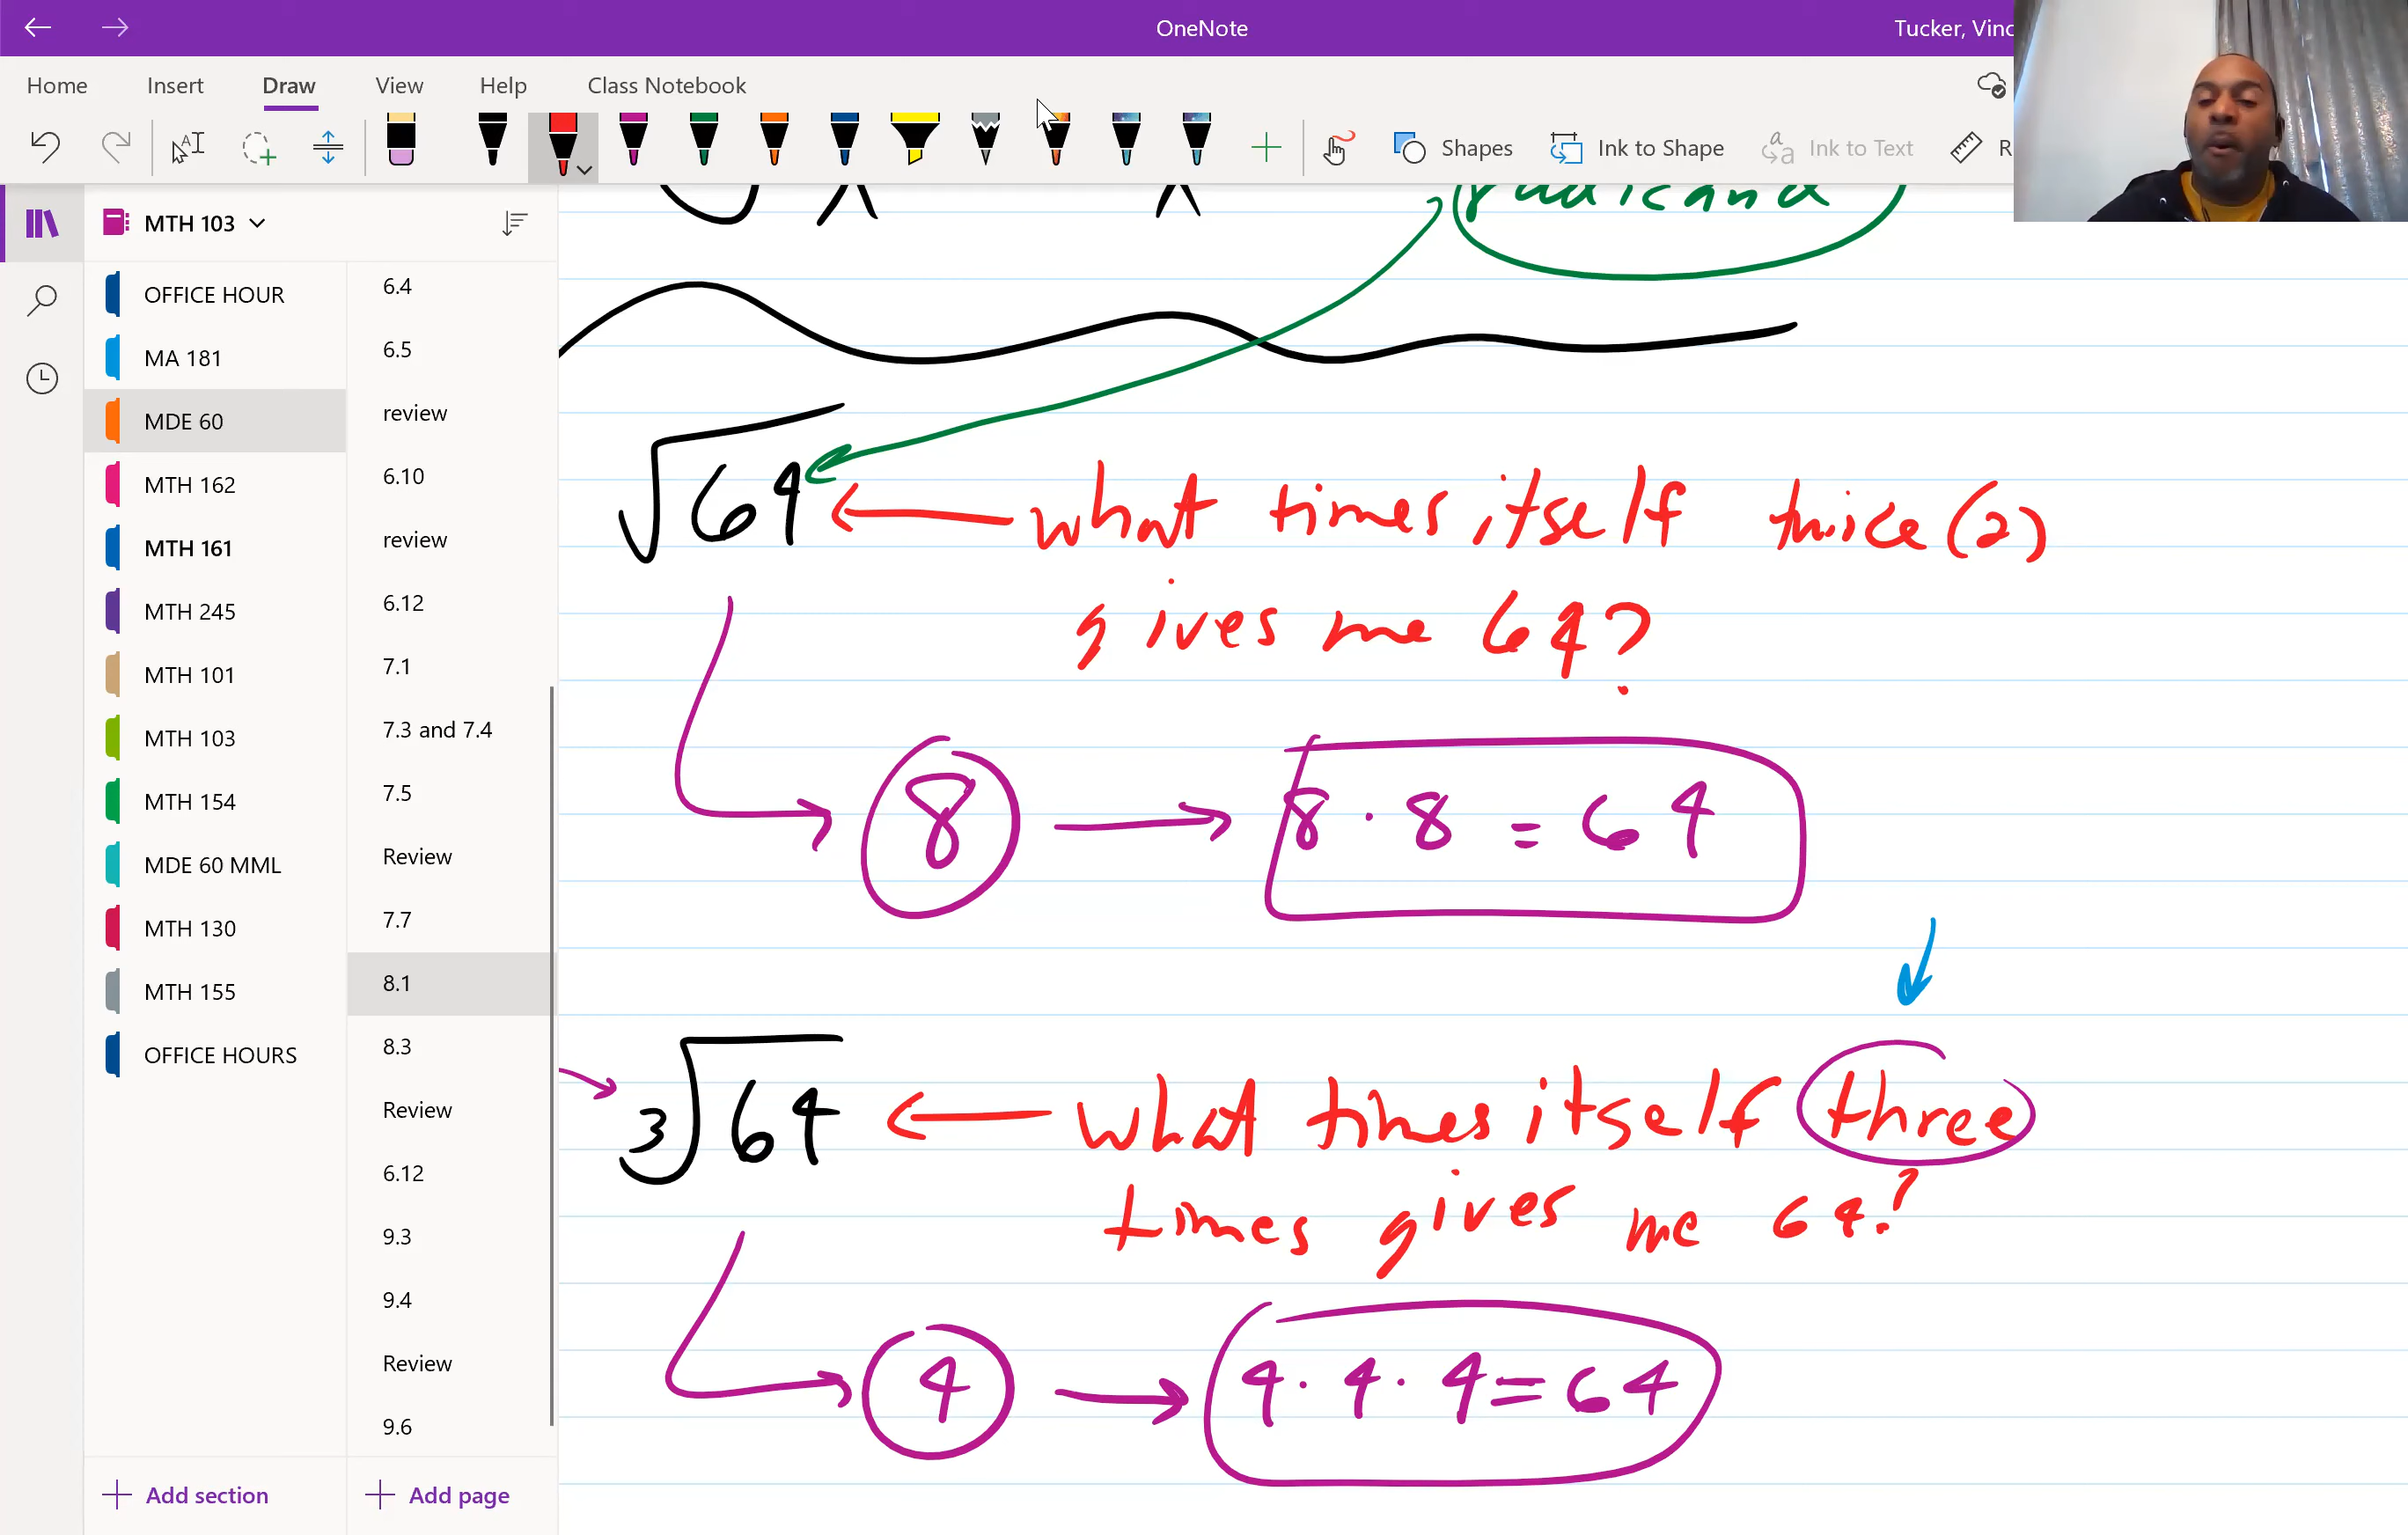 OneNote
Tucker, Vinc
Home Insert Draw View Help Class Notebook
Shapes Ink to Shape Ink to Text R
MTH 103
OFFICE HOUR
MA 181
MDE 60
MTH 162
MTH 161
MTH 245
MTH 101
MTH 103
MTH 154
MDE 60 MML
MTH 130
MTH 155
OFFICE HOURS
Add section
6.4
6.5
review
6.10
review
6.12
7.1
7.3 and 7.4
7.5
Review
7.7
8.1
8.3
Review
6.12
9.3
9.4
Review
9.6
Add page
radicand
√64 ← what times itself twice (2)
gives me 64?
8 → 8 · 8 = 64
3√64 ← what times itself three
times gives me 64?
4 → 4 · 4 · 4 = 64